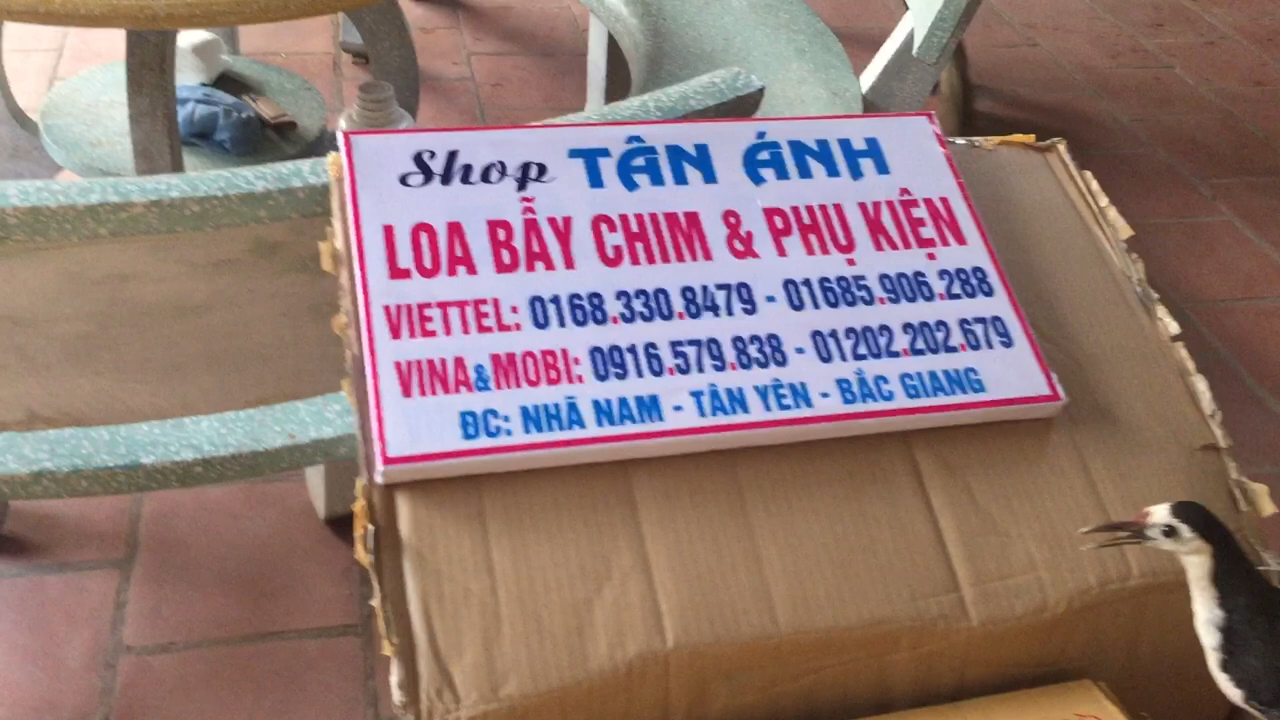 Shop TÂN ÁNH
LOA BẪY CHIM & PHỤ KIỆN
VIETTEL: 0168.330.8479 - 01685.906.288
VINA&MOBI: 0916.579.838 - 01202.202.679
ĐC: NHÃ NAM - TÂN YÊN - BẮC GIANG